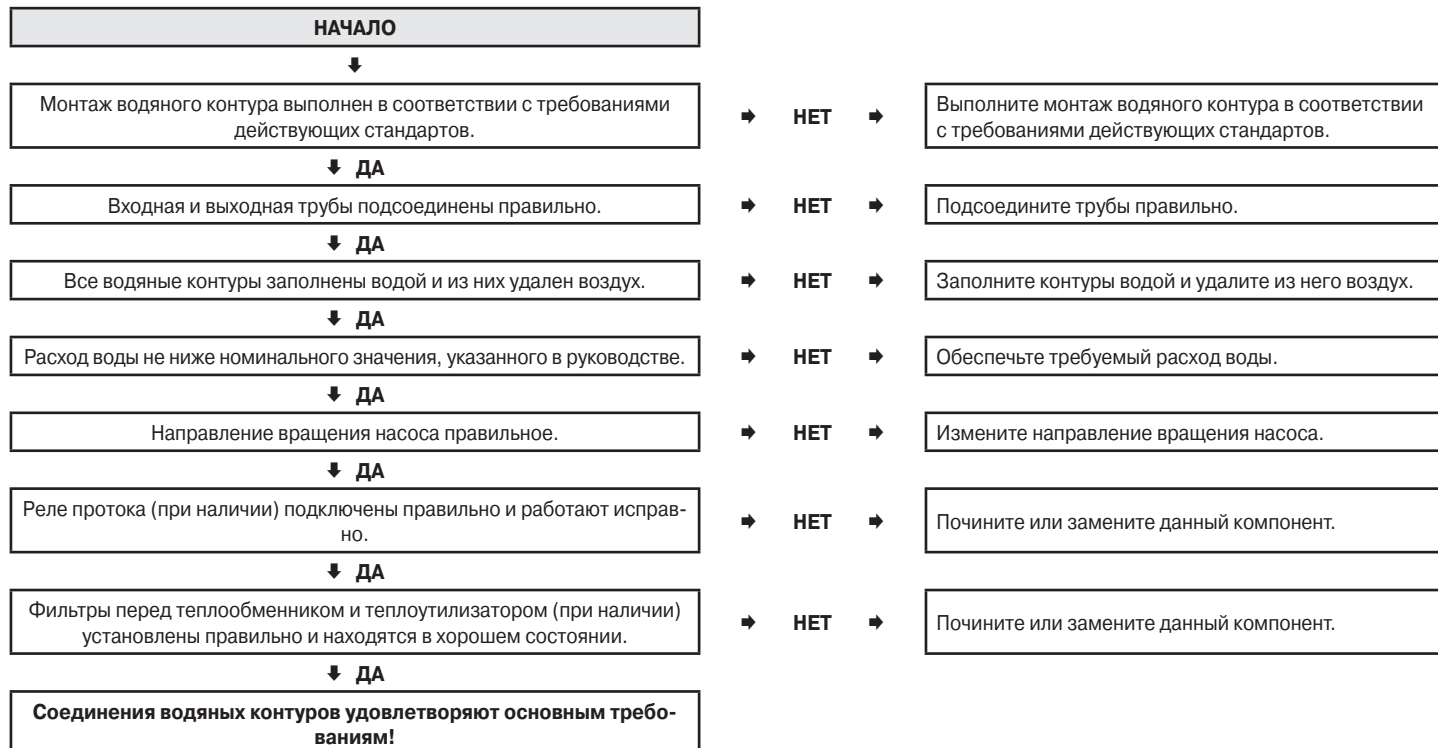 НАЧАЛО
Монтаж водяного контура выполнен в соответствии с требованиями
действующих стандартов.
НЕТ
Выполните монтаж водяного контура в соответствии
с требованиями действующих стандартов.
ДА
Входная и выходная трубы подсоединены правильно.
НЕТ
Подсоедините трубы правильно.
ДА
Все водяные контуры заполнены водой и из них удален воздух.
НЕТ
Заполните контуры водой и удалите из него воздух.
ДА
Расход воды не ниже номинального значения, указанного в руководстве.
НЕТ
Обеспечьте требуемый расход воды.
ДА
Направление вращения насоса правильное.
НЕТ
Измените направление вращения насоса.
ДА
Реле протока (при наличии) подключены правильно и работают исправ-
но.
НЕТ
Почините или замените данный компонент.
ДА
Фильтры перед теплообменником и теплоутилизатором (при наличии)
установлены правильно и находятся в хорошем состоянии.
НЕТ
Почините или замените данный компонент.
ДА
Соединения водяных контуров удовлетворяют основным требо-
ваниям!